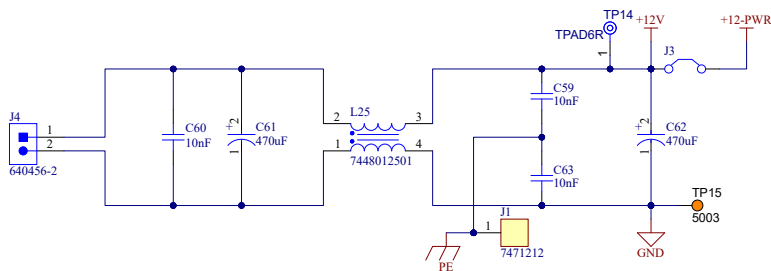 TP14
TPAD6R
1
+12V
+12-PWR
J3
J4
1
2
640456-2
C60
10nF
+
2
1
C61
470uF
L25
2
3
1
4
7448012501
C59
10nF
C63
10nF
+
2
1
C62
470uF
J1
1
7471212
PE
TP15
5003
GND